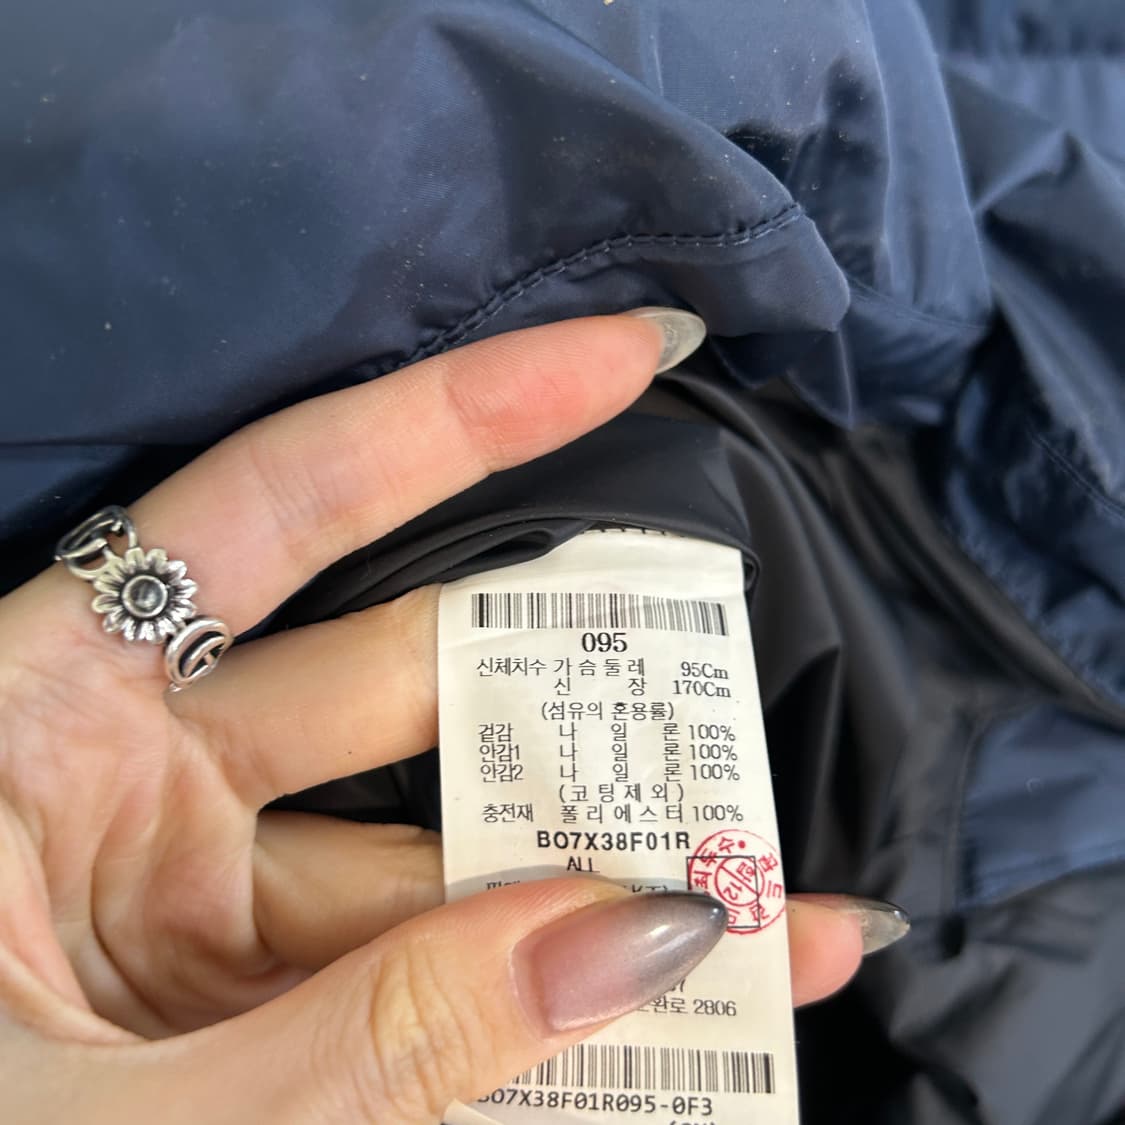 095
신체치수 가 슴 둘 레 95Cm
신 장 170Cm
(섬유의 혼용률)
겉감 나 일 론 100%
안감1 나 일 론 100%
안감2 나 일 론 100%
(코 팅 제 외)
충전재 폴 리 에 스 터 100%
BO7X38F01R
ALL
완로 2806
BO7X38F01R095-0F3